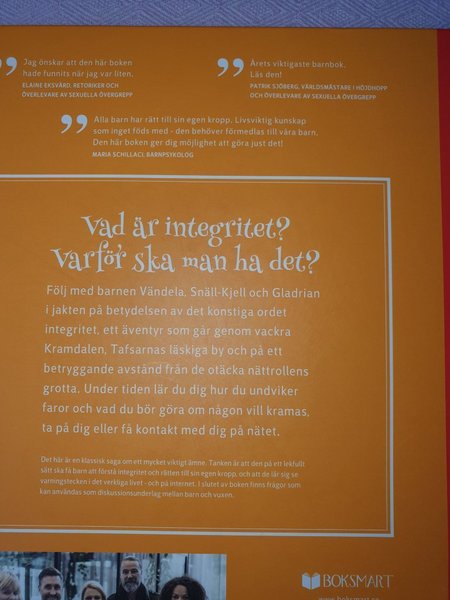 ”
Jag önskar att den här boken
hade funnits när jag var liten.
ELAINE EKSVÄRD, RETORIKER OCH
ÖVERLEVARE AV SEXUELLA ÖVERGREPP
”
Årets viktigaste barnbok.
Läs den!
PATRIK SJÖBERG, VÄRLDSMÄSTARE I HÖJDHOPP
OCH ÖVERLEVARE AV SEXUELLA ÖVERGREPP
”
Alla barn har rätt till sin egen kropp. Livsviktig kunskap
som inget föds med - den behöver förmedlas till våra barn.
Den här boken ger dig möjlighet att göra just det!
MARIA SCHILLACI, BARNPSYKOLOG
Vad är integritet?
Varför ska man ha det?
Följ med barnen Vändela, Snäll-Kjell och Gladrian
i jakten på betydelsen av det konstiga ordet
integritet, ett äventyr som går genom vackra
Kramdalen, Tafsarnas läskiga by och på ett
betryggande avstånd från de otäcka nättrollens
grotta. Under tiden lär du dig hur du undviker
faror och vad du bör göra om någon vill kramas,
ta på dig eller få kontakt med dig på nätet.
Det här är en klassisk saga om ett mycket viktigt ämne. Tanken är att den på ett lekfullt
sätt ska få barn att förstå integritet och rätten till sin egen kropp, och att de lär sig se
varningstecken i det verkliga livet - och på internet. I slutet av boken finns frågor som
kan användas som diskussionsunderlag mellan barn och vuxen.
BOKSMART
www.boksmart.se